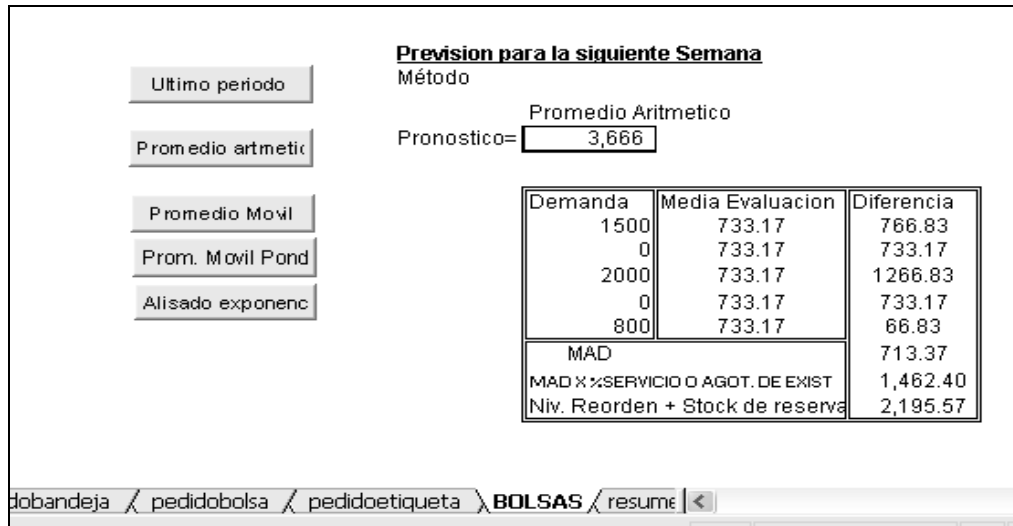 Prevision para la siguiente Semana
Ultimo periodo
Método
Promedio Aritmetico
Promedio artmetic
Pronostico= 3,666
Promedio Movil
Prom. Movil Pond
Alisado exponenc
Demanda Media Evaluacion Diferencia
1500 733.17 766.83
0 733.17 733.17
2000 733.17 1266.83
0 733.17 733.17
800 733.17 66.83
MAD 713.37
MAD X %SERVICIO O AGOT. DE EXIST 1,462.40
Niv. Reorden + Stock de reserva 2,195.57
dobandeja / pedidobolsa / pedidoetiqueta \ BOLSAS / resume